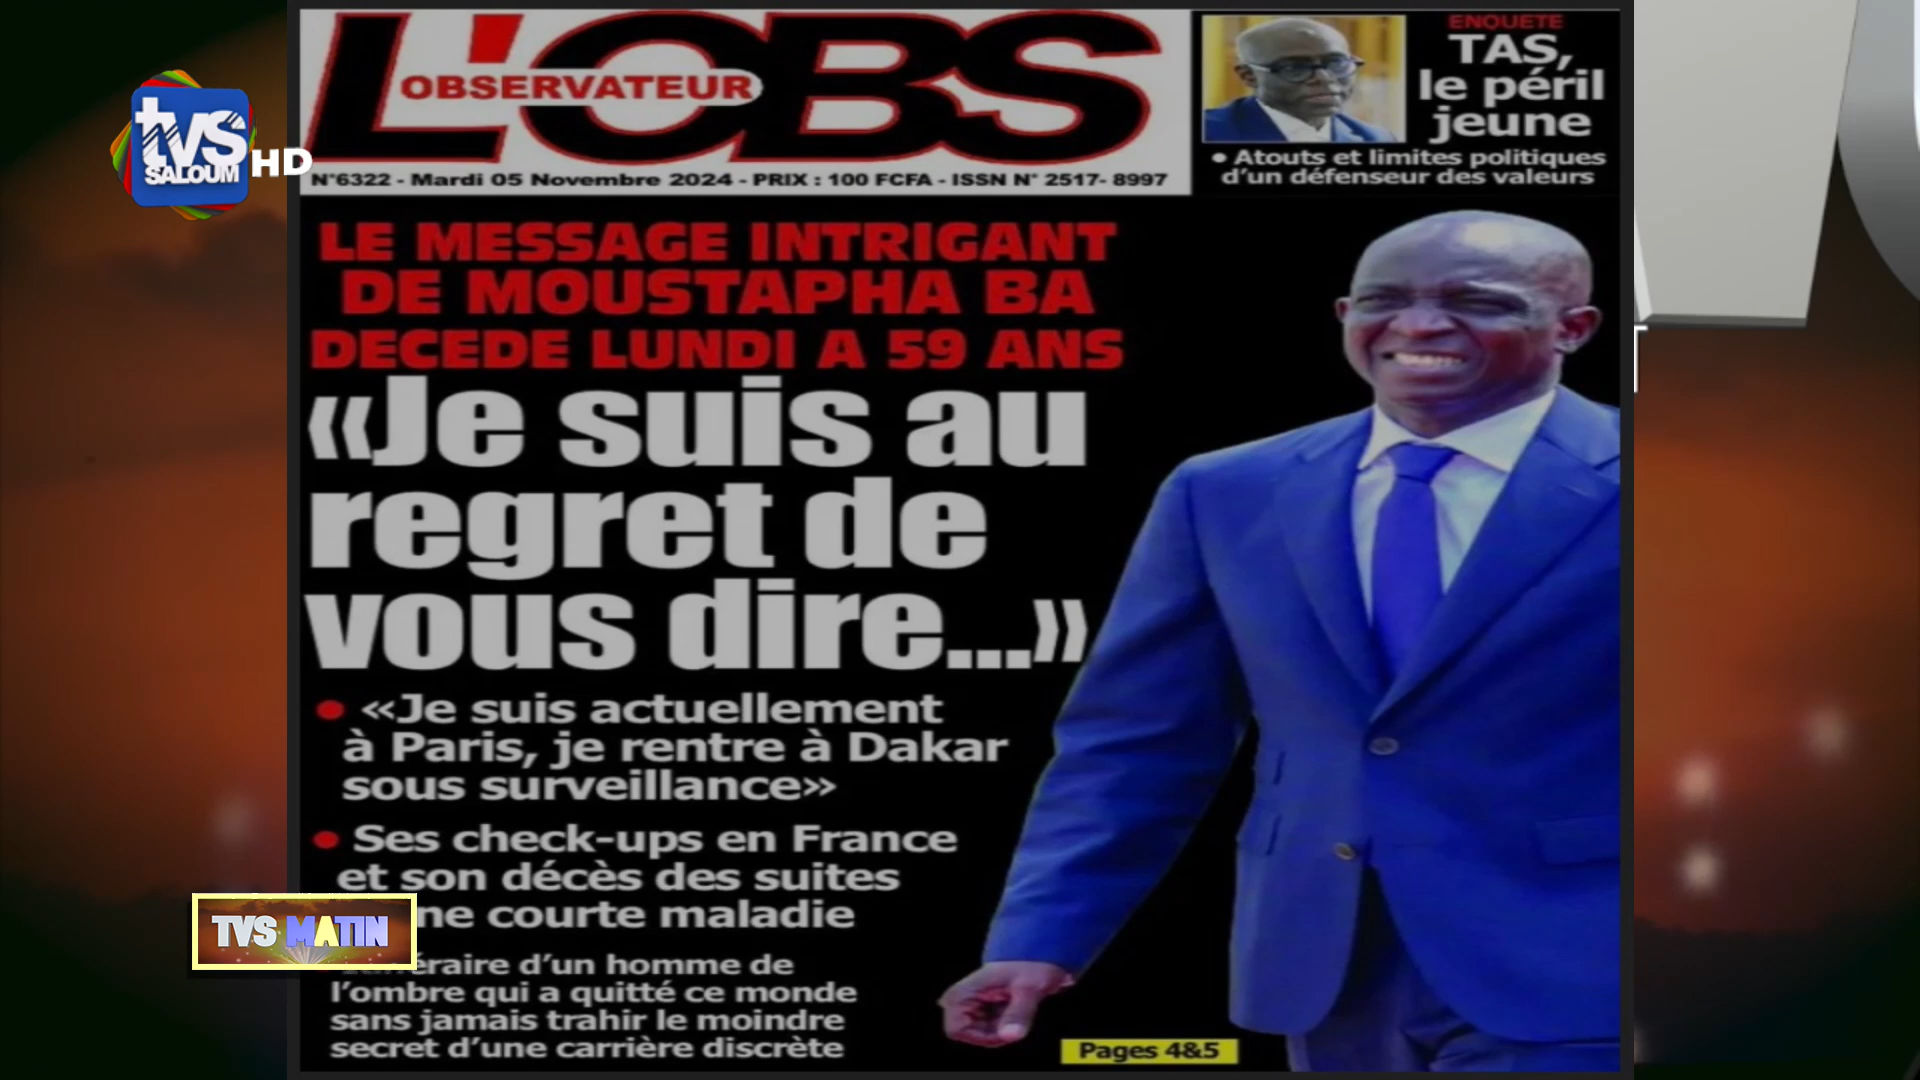 L'OBS
OBSERVATEUR
N°6322 - Mardi 05 Novembre 2024 - PRIX : 100 FCFA - ISSN N° 2517- 8997
ENQUETE
TAS,
le péril
jeune
• Atouts et limites politiques
d'un défenseur des valeurs
tvs
SALOUM
HD
LE MESSAGE INTRIGANT
DE MOUSTAPHA BA
DECEDE LUNDI A 59 ANS
«Je suis au
regret de
vous dire...»
• «Je suis actuellement
à Paris, je rentre à Dakar
sous surveillance»
• Ses check-ups en France
et son décès des suites
ne courte maladie
TVS MATIN
éraire d'un homme de
l'ombre qui a quitté ce monde
sans jamais trahir le moindre
secret d'une carrière discrète
Pages 4&5